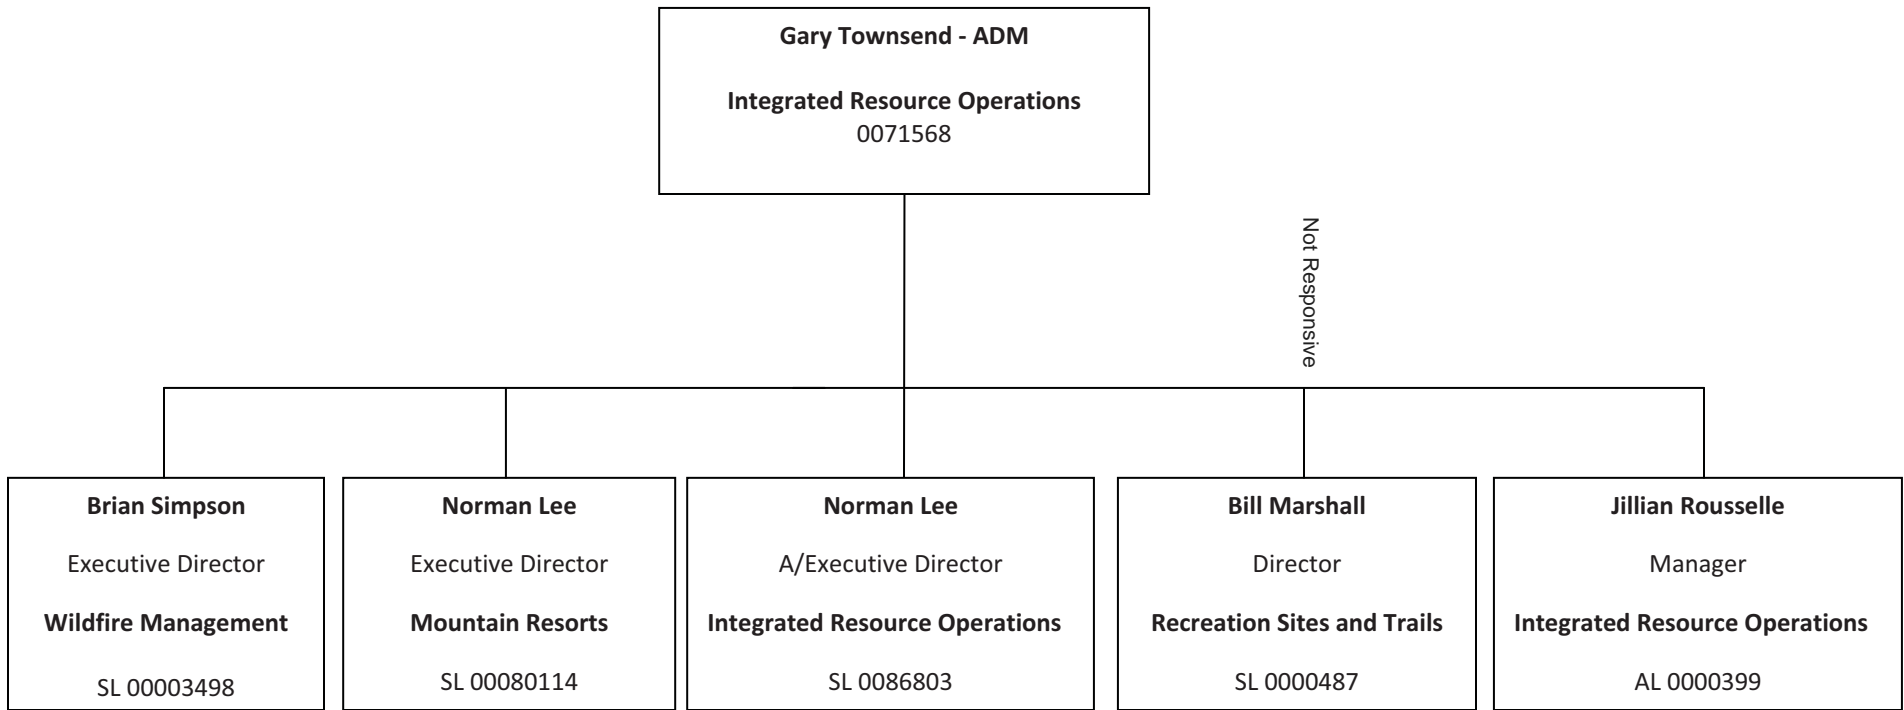 Gary Townsend - ADM
Integrated Resource Operations
0071568
Not Responsive
Brian Simpson
Executive Director
Wildfire Management
SL 00003498
Norman Lee
Executive Director
Mountain Resorts
SL 00080114
Norman Lee
A/Executive Director
Integrated Resource Operations
SL 0086803
Bill Marshall
Director
Recreation Sites and Trails
SL 0000487
Jillian Rousselle
Manager
Integrated Resource Operations
AL 0000399